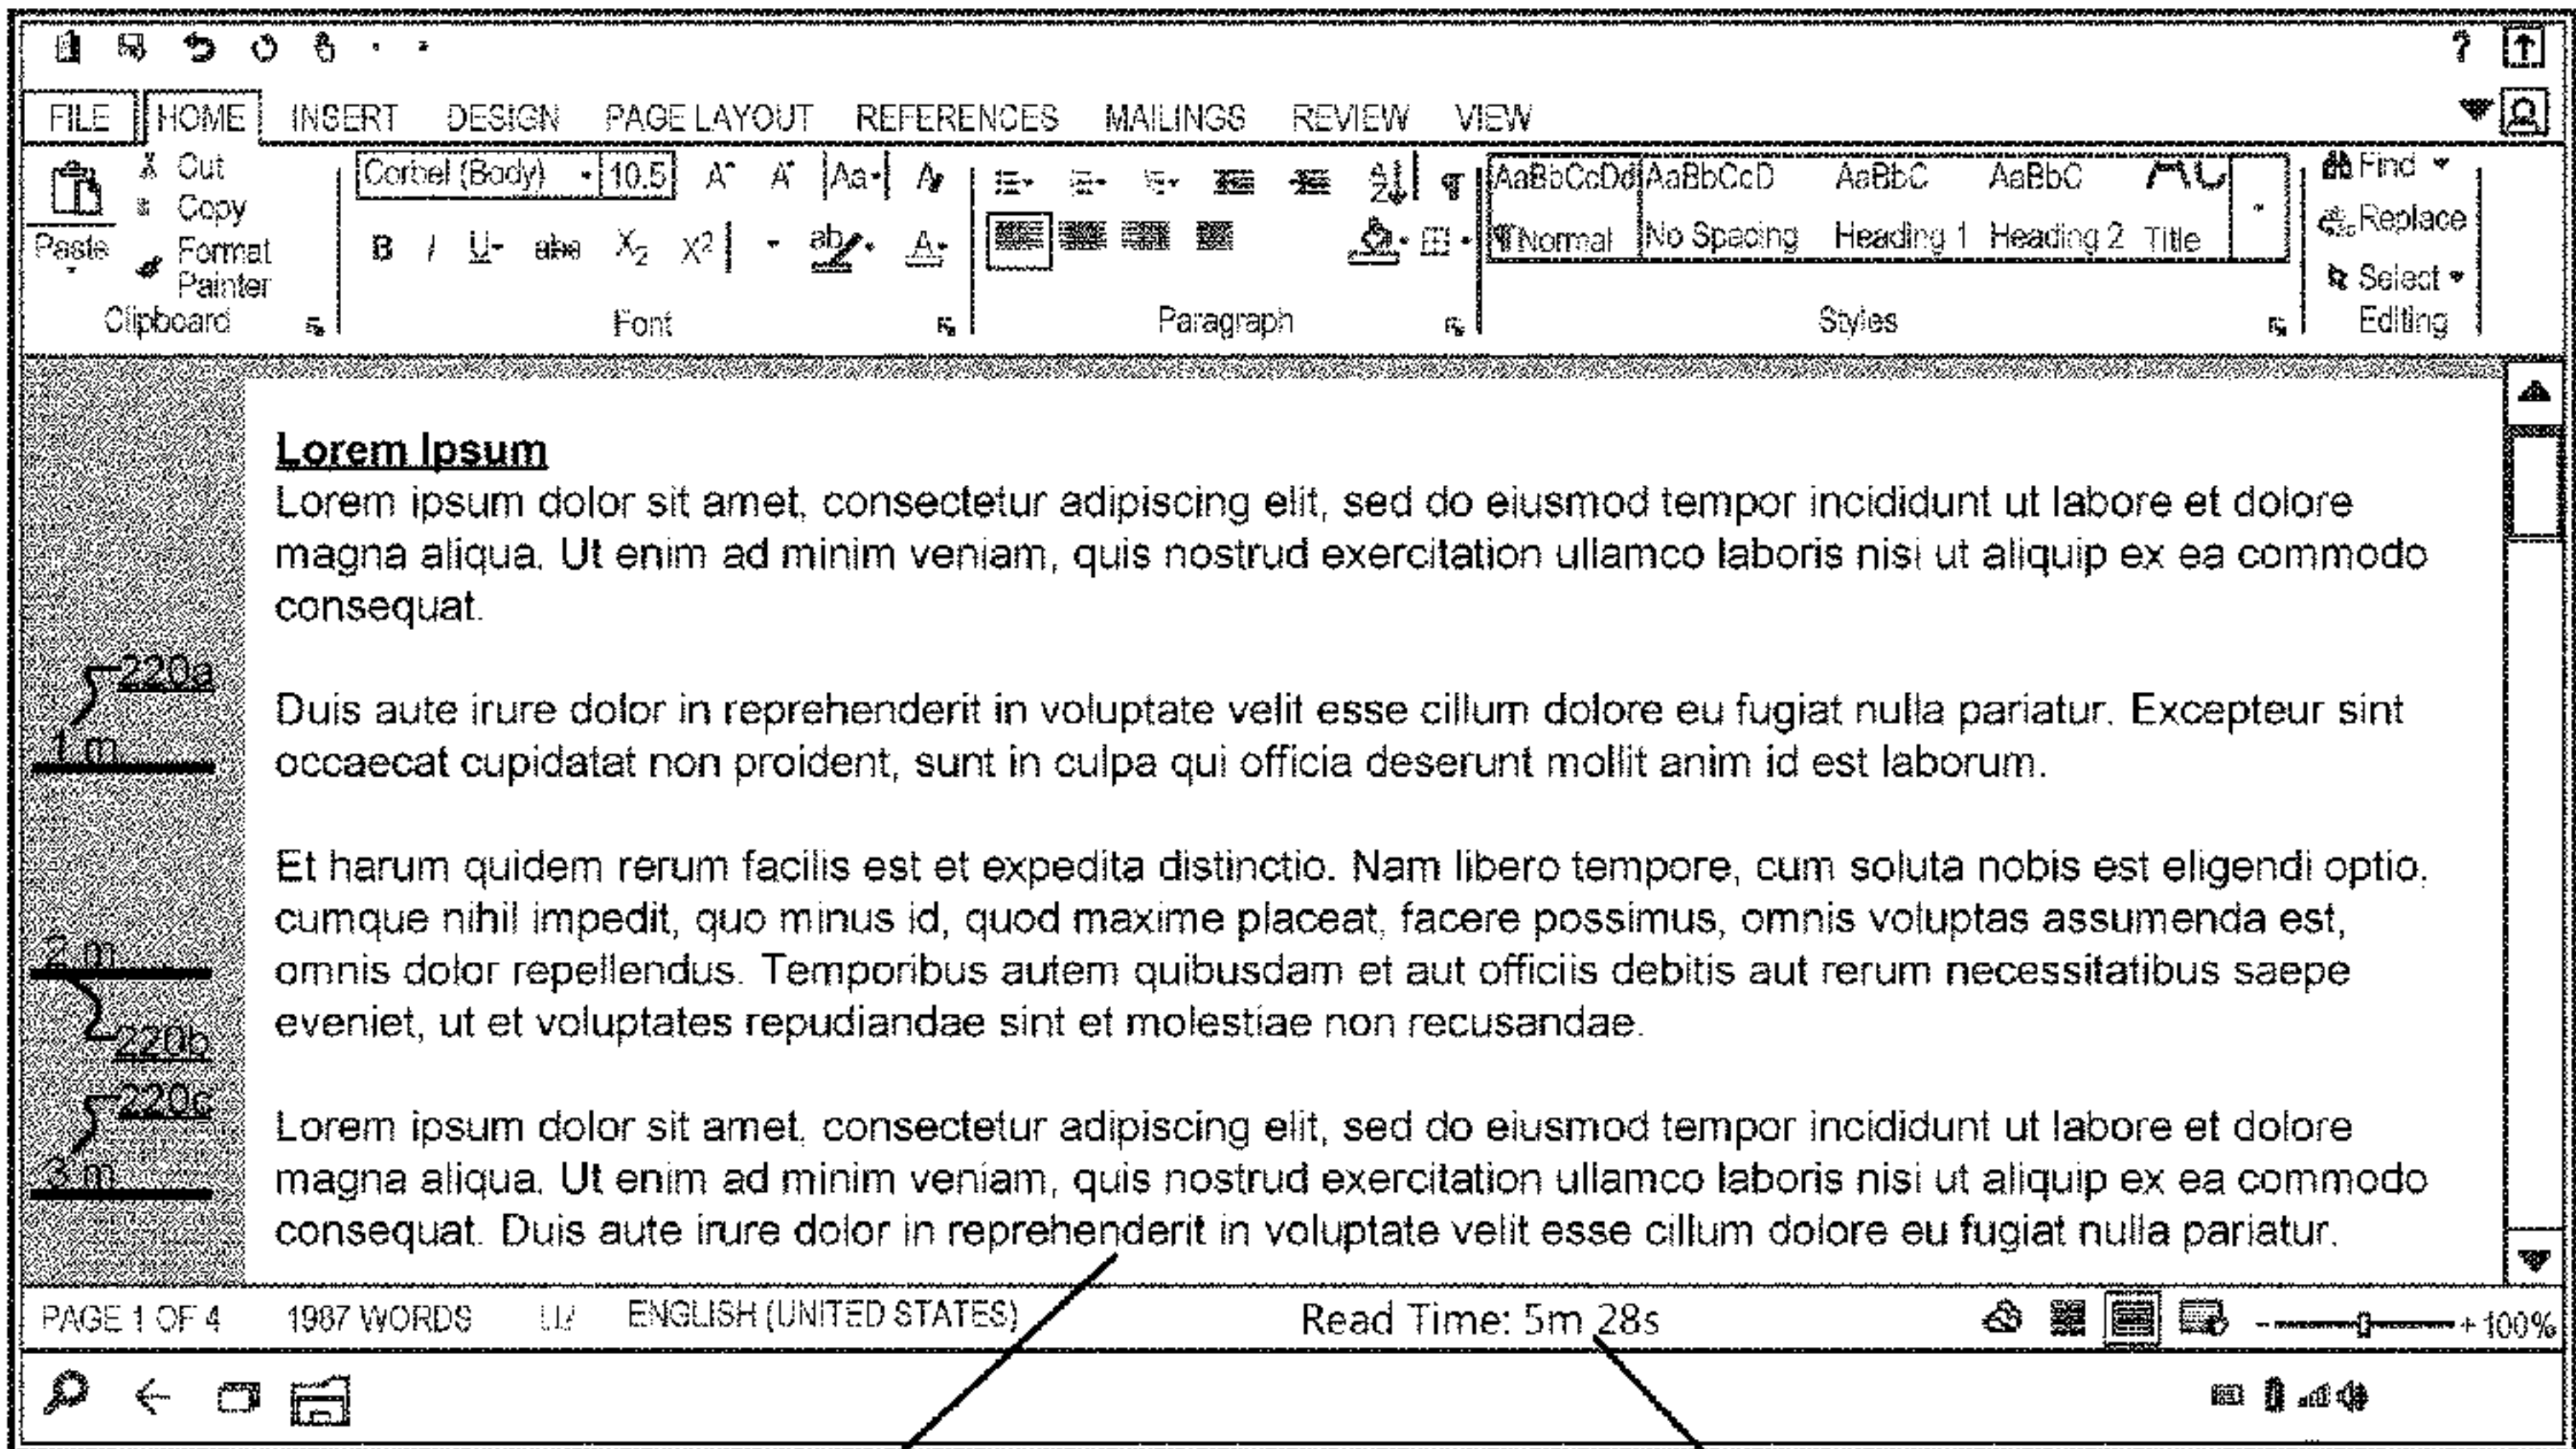 ?
FILE HOME INSERT DESIGN PAGE LAYOUT REFERENCES MAILINGS REVIEW VIEW
Cut
Copy
Paste
Format
Painter
Clipboard
Corbel (Body) 10.5 A A Aa A
B I U abc X2 X2 ab A
Font
A
Z
¶
Paragraph
AaBbCcDd AaBbCcD AaBbC AaBbC
¶Normal No Spacing Heading 1 Heading 2 Title
Styles
Find
Replace
Select
Editing
Lorem Ipsum
Lorem ipsum dolor sit amet, consectetur adipiscing elit, sed do eiusmod tempor incididunt ut labore et dolore
magna aliqua. Ut enim ad minim veniam, quis nostrud exercitation ullamco laboris nisi ut aliquip ex ea commodo
consequat.
220a
1 m
Duis aute irure dolor in reprehenderit in voluptate velit esse cillum dolore eu fugiat nulla pariatur. Excepteur sint
occaecat cupidatat non proident, sunt in culpa qui officia deserunt mollit anim id est laborum.
Et harum quidem rerum facilis est et expedita distinctio. Nam libero tempore, cum soluta nobis est eligendi optio,
cumque nihil impedit, quo minus id, quod maxime placeat, facere possimus, omnis voluptas assumenda est,
2 m
omnis dolor repellendus. Temporibus autem quibusdam et aut officiis debitis aut rerum necessitatibus saepe
eveniet, ut et voluptates repudiandae sint et molestiae non recusandae.
220b
220c
Lorem ipsum dolor sit amet, consectetur adipiscing elit, sed do eiusmod tempor incididunt ut labore et dolore
3 m
magna aliqua. Ut enim ad minim veniam, quis nostrud exercitation ullamco laboris nisi ut aliquip ex ea commodo
consequat. Duis aute irure dolor in reprehenderit in voluptate velit esse cillum dolore eu fugiat nulla pariatur.
PAGE 1 OF 4 1987 WORDS ENGLISH (UNITED STATES) Read Time: 5m 28s - + 100%